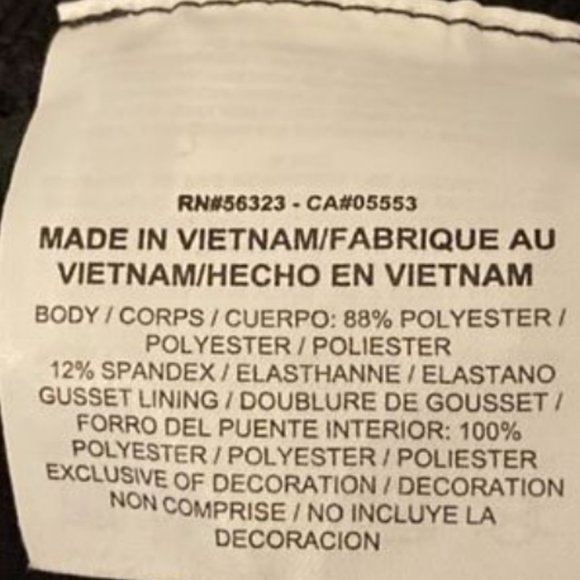 RN#56323 - CA#05553
MADE IN VIETNAM/FABRIQUE AU
VIETNAM/HECHO EN VIETNAM
BODY / CORPS / CUERPO: 88% POLYESTER /
POLYESTER / POLIESTER
12% SPANDEX / ELASTHANNE / ELASTANO
GUSSET LINING / DOUBLURE DE GOUSSET /
FORRO DEL PUENTE INTERIOR: 100%
POLYESTER / POLYESTER / POLIESTER
EXCLUSIVE OF DECORATION / DECORATION
NON COMPRISE / NO INCLUYE LA
DECORACION